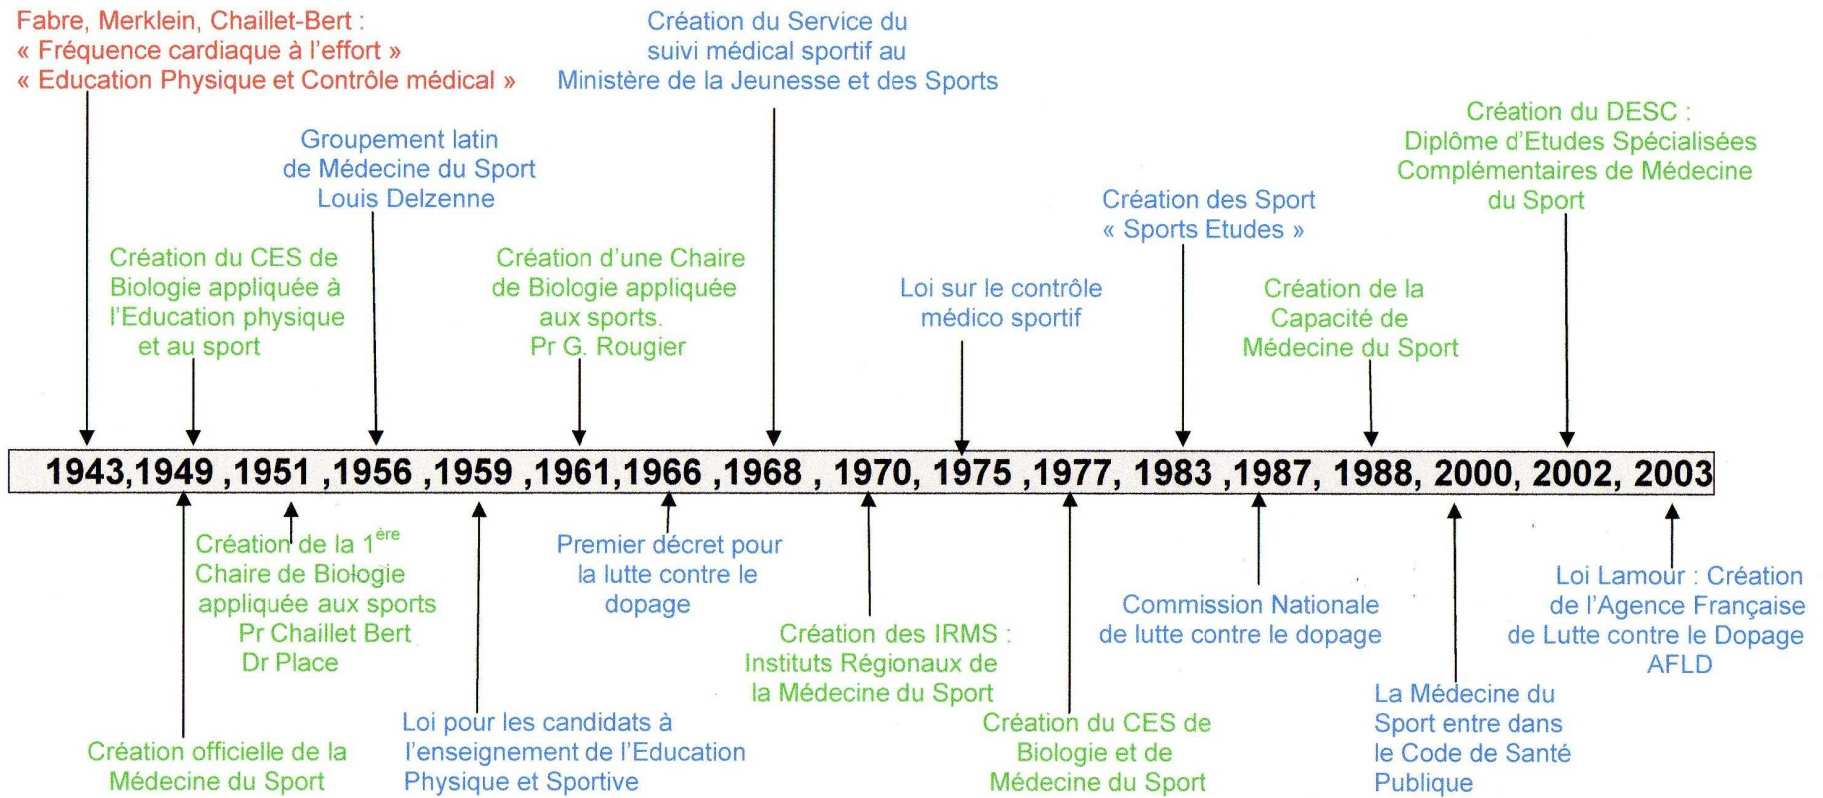 Fabre, Merklein, Chaillet-Bert :
« Fréquence cardiaque à l’effort »
« Education Physique et Contrôle médical »
Création du Service du
suivi médical sportif au
Ministère de la Jeunesse et des Sports
Groupement latin
de Médecine du Sport
Louis Delzenne
Création du DESC :
Diplôme d’Etudes Spécialisées
Complémentaires de Médecine
du Sport
Création des Sport
« Sports Etudes »
Création du CES de
Biologie appliquée à
l’Education physique
et au sport
Création d’une Chaire
de Biologie appliquée
aux sports.
Pr G. Rougier
Loi sur le contrôle
médico sportif
Création de la
Capacité de
Médecine du Sport
1943,1949 ,1951 ,1956 ,1959 ,1961,1966 ,1968 , 1970, 1975 ,1977, 1983 ,1987, 1988, 2000, 2002, 2003
Création de la 1ère
Chaire de Biologie
appliquée aux sports
Pr Chaillet Bert
Dr Place
Premier décret pour
la lutte contre le
dopage
Création des IRMS :
Instituts Régionaux de
la Médecine du Sport
Commission Nationale
de lutte contre le dopage
Loi Lamour : Création
de l’Agence Française
de Lutte contre le Dopage
AFLD
Création officielle de la
Médecine du Sport
Loi pour les candidats à
l’enseignement de l’Education
Physique et Sportive
Création du CES de
Biologie et de
Médecine du Sport
La Médecine du
Sport entre dans
le Code de Santé
Publique